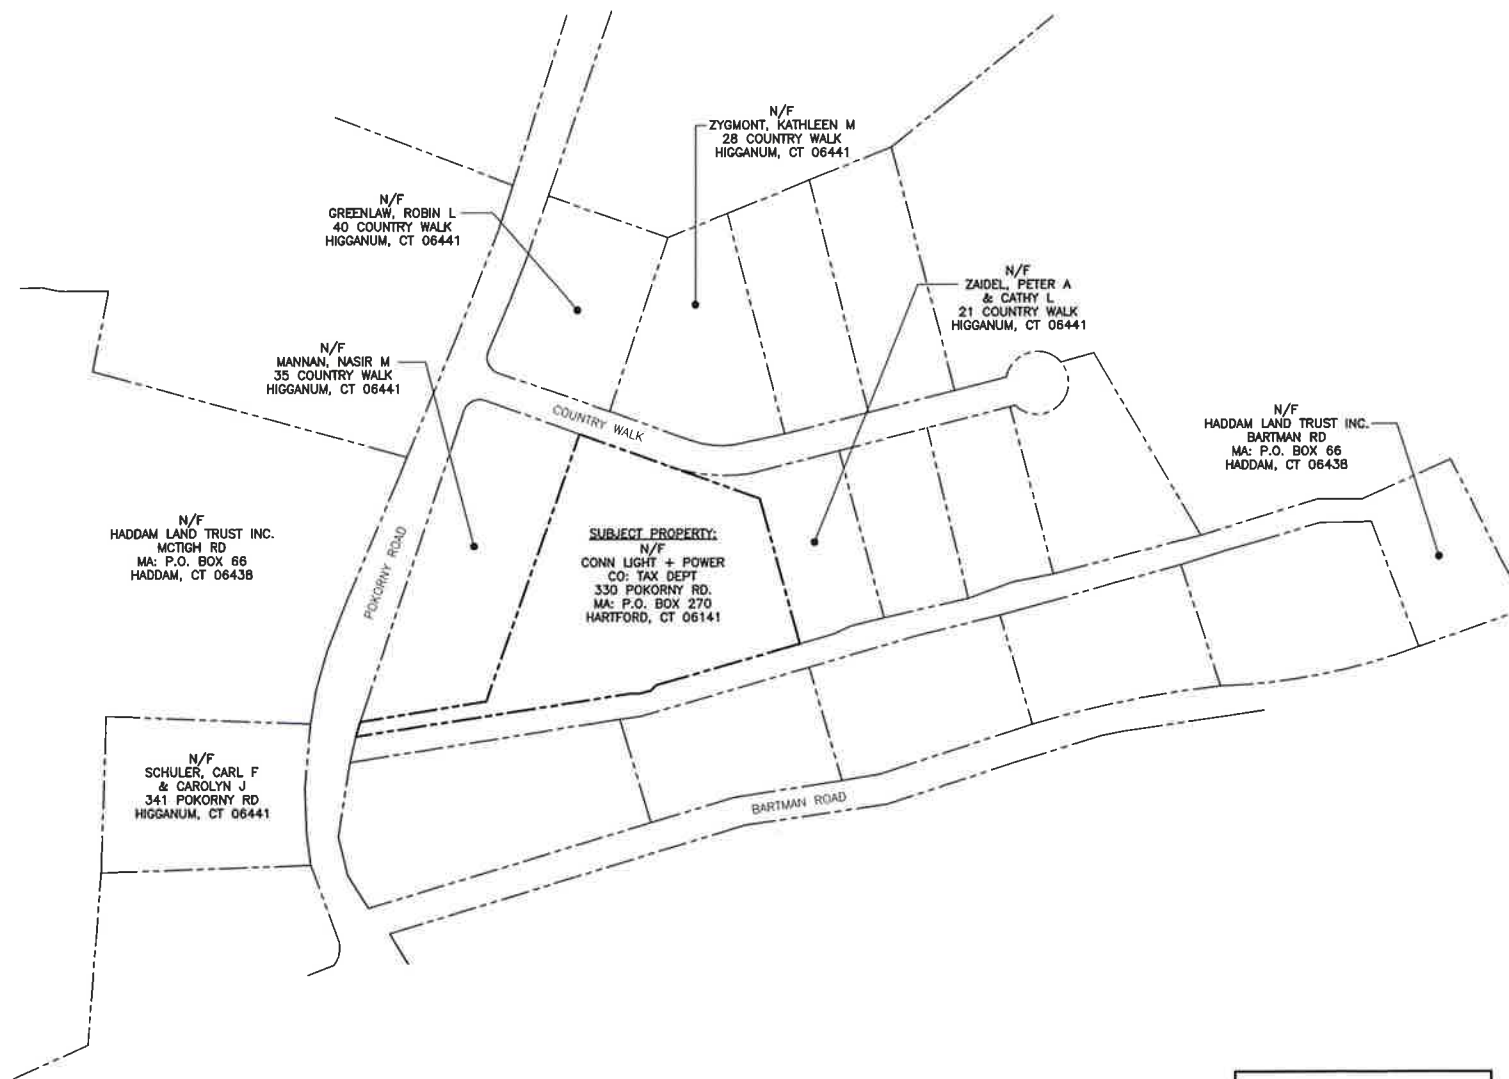 N/F
ZYGMONT, KATHLEEN M
28 COUNTRY WALK
HIGGANUM, CT 06441
N/F
GREENLAW, ROBIN L
40 COUNTRY WALK
HIGGANUM, CT 06441
N/F
ZAIDEL, PETER A
& CATHY L
21 COUNTRY WALK
HIGGANUM, CT 06441
N/F
MANNAN, NASIR M
35 COUNTRY WALK
HIGGANUM, CT 06441
COUNTRY WALK
N/F
HADDAM LAND TRUST INC.
BARTMAN RD
MA: P.O. BOX 66
HADDAM, CT 06438
N/F
HADDAM LAND TRUST INC.
MCTIGH RD
MA: P.O. BOX 66
HADDAM, CT 06438
POKORNY ROAD
SUBJECT PROPERTY:
N/F
CONN LIGHT + POWER
CO: TAX DEPT
330 POKORNY RD.
MA: P.O. BOX 270
HARTFORD, CT 06141
N/F
SCHULER, CARL F
& CAROLYN J
341 POKORNY RD
HIGGANUM, CT 06441
BARTMAN ROAD